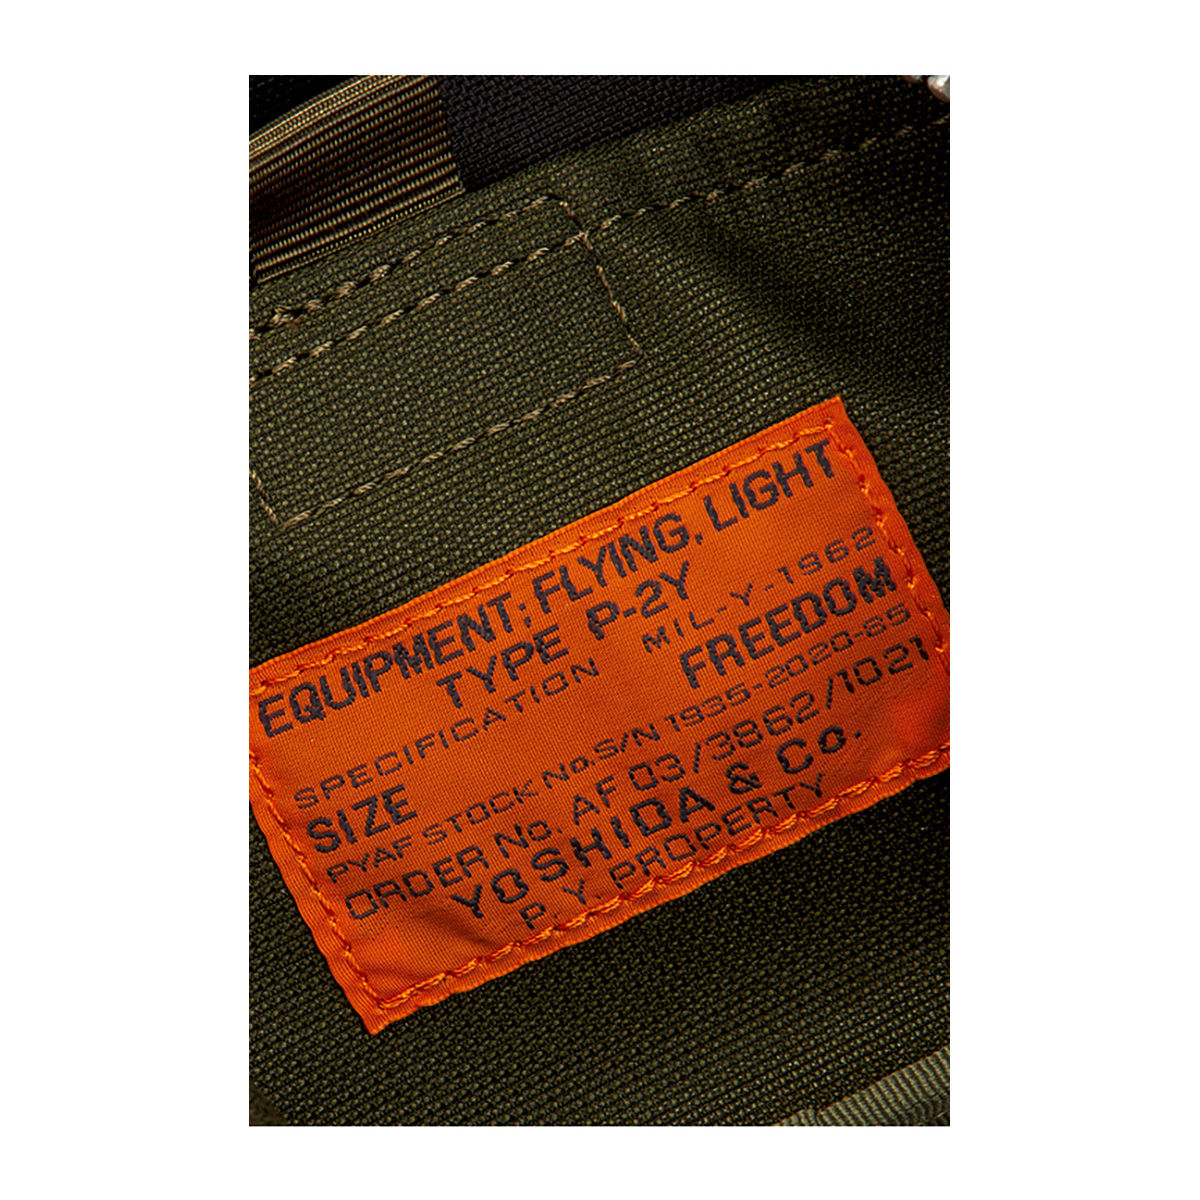 EQUIPMENT; FLYING, LIGHT
TYPE P-2Y
SPECIFICATION MIL-Y-1962
SIZE FREEDOM
PYAF STOCK No.S/N 1935-2020-85
ORDER No. AF 03/3862/1021
YOSHIDA & Co.
P. Y. PROPERTY